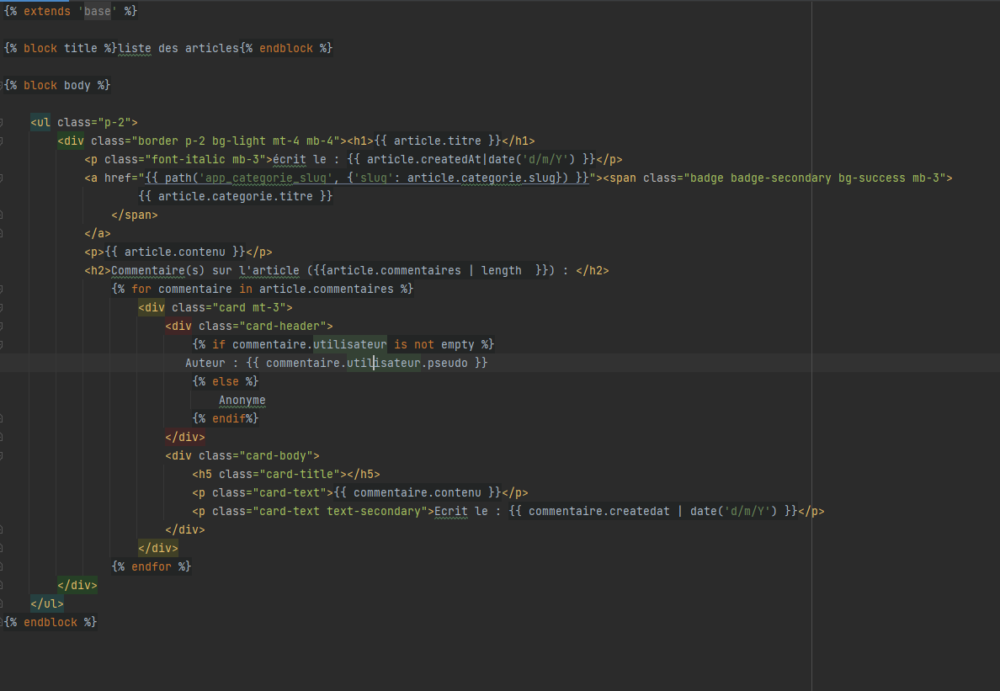 {% extends 'base' %}
{% block title %}liste des articles{% endblock %}
{% block body %}
<ul class="p-2">
<div class="border p-2 bg-light mt-4 mb-4"><h1>{{ article.titre }}</h1>
<p class="font-italic mb-3">écrit le : {{ article.createdAt|date('d/m/Y') }}</p>
<a href="{{ path('app_categorie_slug', {'slug': article.categorie.slug}) }}"><span class="badge badge-secondary bg-success mb-3">
{{ article.categorie.titre }}
</span>
</a>
<p>{{ article.contenu }}</p>
<h2>Commentaire(s) sur l'article ({{article.commentaires | length  }}) : </h2>
{% for commentaire in article.commentaires %}
<div class="card mt-3">
<div class="card-header">
{% if commentaire.utilisateur is not empty %}
Auteur : {{ commentaire.utilisateur.pseudo }}
{% else %}
Anonyme
{% endif%}
</div>
<div class="card-body">
<h5 class="card-title"></h5>
<p class="card-text">{{ commentaire.contenu }}</p>
<p class="card-text text-secondary">Ecrit le : {{ commentaire.createdat | date('d/m/Y') }}</p>
</div>
</div>
{% endfor %}
</div>
</ul>
{% endblock %}